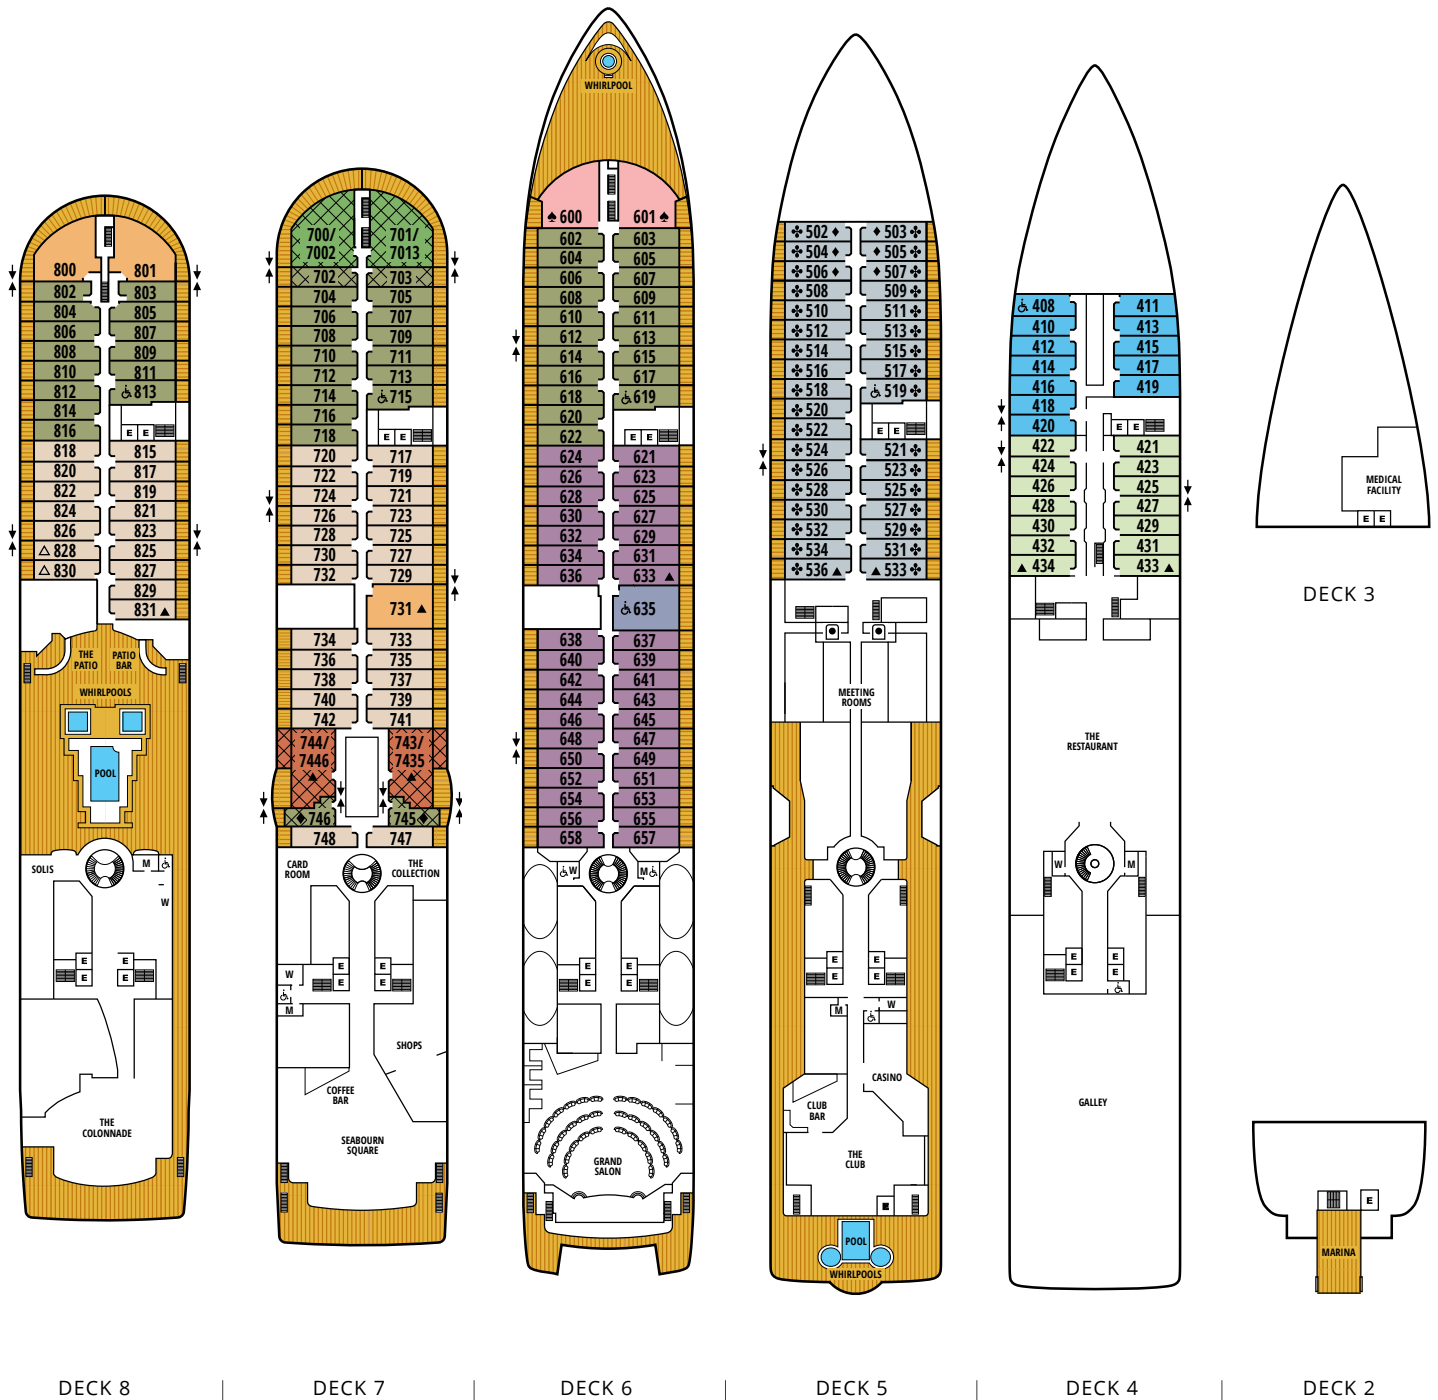 800 801
802 803
804 805
806 807
808 809
810 811
812 813
814
816
E E
818 815
820 817
822 819
824 821
826 823
828 825
830 827
829
831
THE PATIO
PATIO BAR
WHIRLPOOLS
POOL
SOLIS
M
W
E E
E E
THE
COLONNADE
DECK 8
700/ 701/
7002 7013
702 703
704 705
706 707
708 709
710 711
712 713
714 715
716
718
E E
720 717
722 719
724 721
726 723
728 725
730 727
732 729
731
734 733
736 735
738 737
740 739
742 741
744/ 743/
7446 7435
746 745
748 747
CARD
ROOM
THE
COLLECTION
E E
E E
W
M
SHOPS
COFFEE
BAR
SEABOURN
SQUARE
DECK 7
WHIRLPOOL
600 601
602 603
604 605
606 607
608 609
610 611
612 613
614 615
616 617
618 619
620
622
E E
624 621
626 623
628 625
630 627
632 629
634 631
636 633
635
638 637
640 639
642 641
644 643
646 645
648 647
650 649
652 651
654 653
656 655
658 657
W M
E E
E E
GRAND
SALON
DECK 6
502 503
504 505
506 507
508 509
510 511
512 513
514 515
516 517
518 519
520
522
E E
524 521
526 523
528 525
530 527
532 529
534 531
536 533
MEETING
ROOMS
E E
E E
M W
CASINO
CLUB
BAR
THE
CLUB
E
POOL
WHIRLPOOLS
DECK 5
408 411
410 413
412 415
414 417
416 419
418
420
E E
422 421
424 423
426 425
428 427
430 429
432 431
434 433
THE
RESTAURANT
W M
E E
E E
GALLEY
DECK 4
MEDICAL
FACILITY
E E
DECK 3
E
MARINA
DECK 2